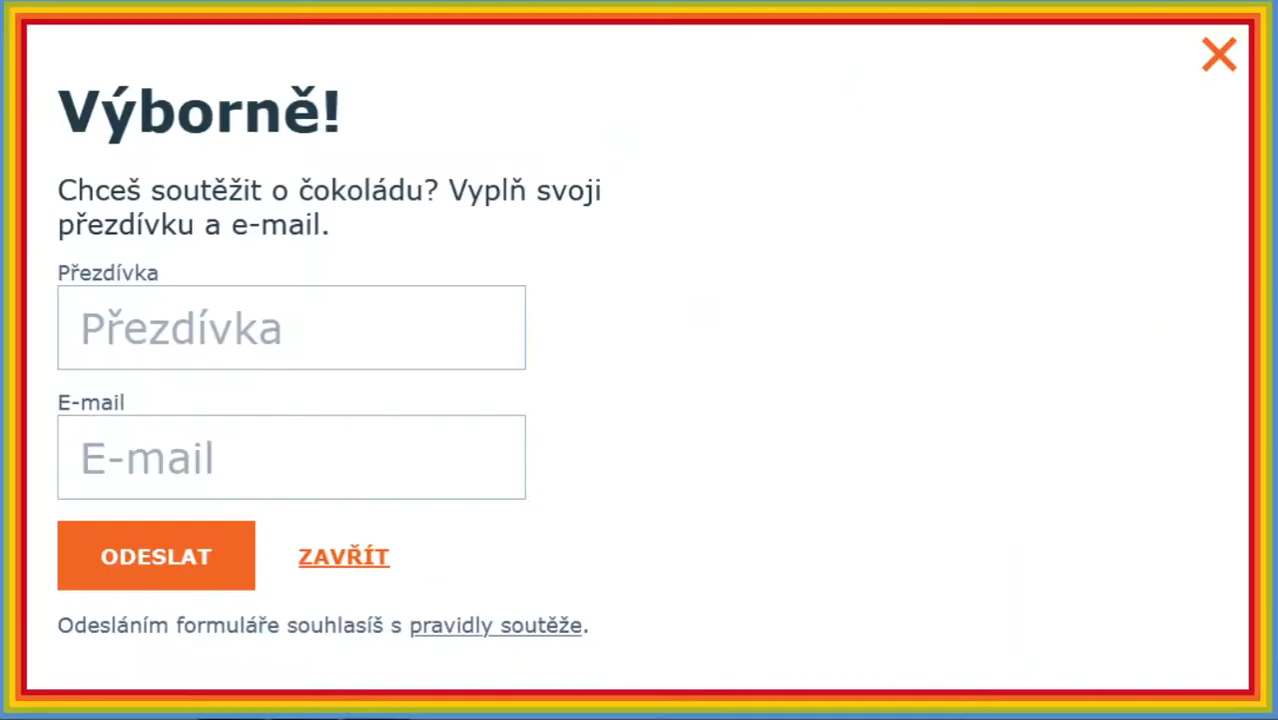 Výborně!
Chceš soutěžit o čokoládu? Vyplň svoji
přezdívku a e-mail.
Přezdívka
Přezdívka
E-mail
E-mail
ODESLAT
ZAVŘÍT
Odesláním formuláře souhlasíš s pravidly soutěže.